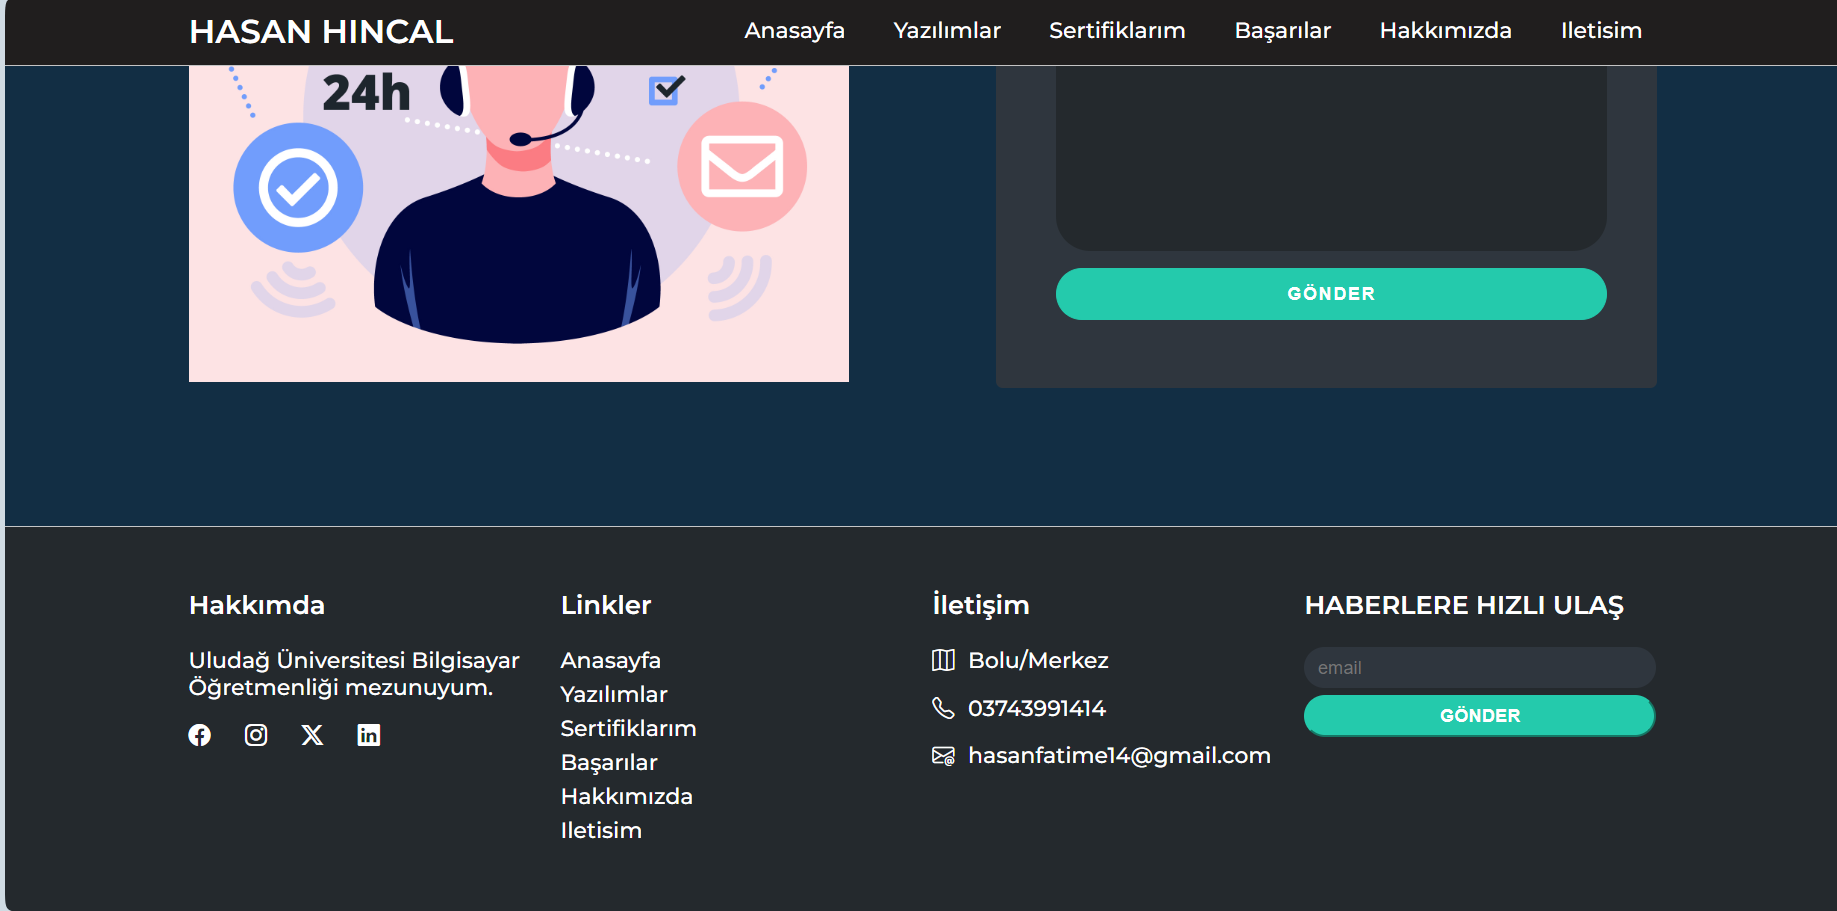 HASAN HINCAL
Anasayfa
Yazılımlar
Sertifiklarım
Başarılar
Hakkımızda
Iletisim
24h
GÖNDER
Hakkımda
Uludağ Üniversitesi Bilgisayar
Öğretmenliği mezunuyum.
Linkler
Anasayfa
Yazılımlar
Sertifiklarım
Başarılar
Hakkımızda
Iletisim
İletişim
Bolu/Merkez
03743991414
hasanfatime14@gmail.com
HABERLERE HIZLI ULAŞ
email
GÖNDER